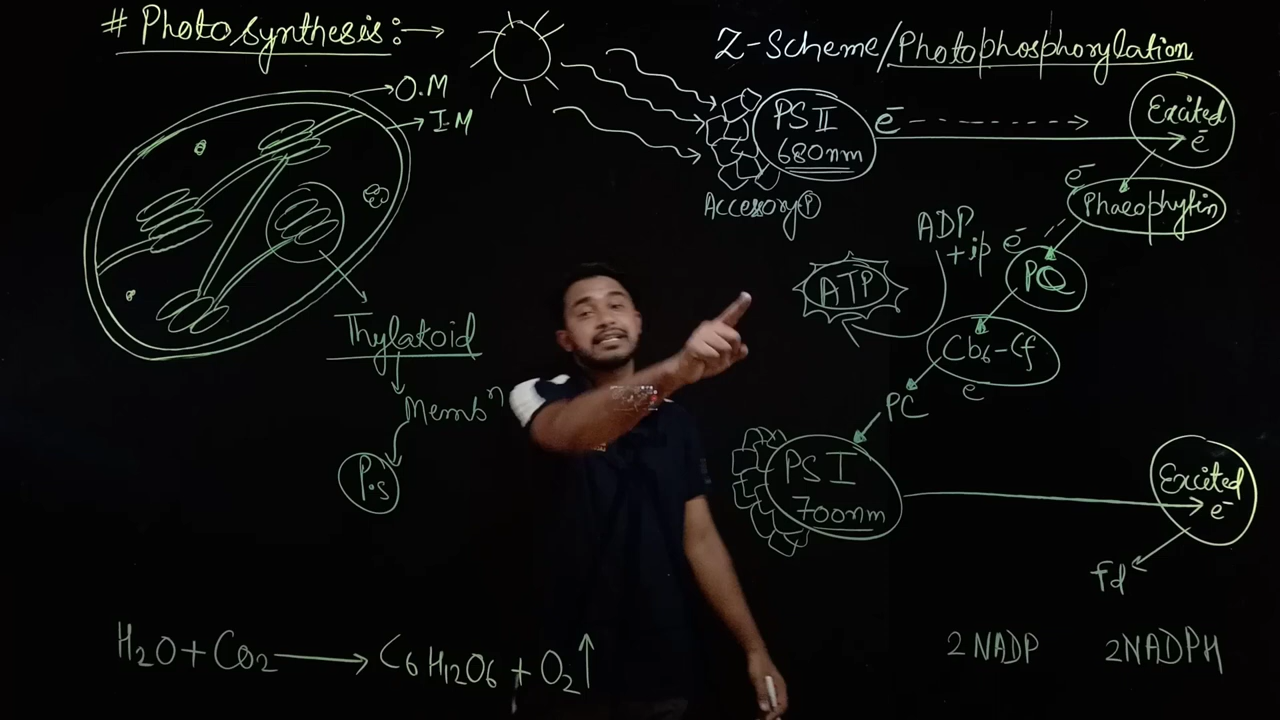 # Photosynthesis:→
Z-Scheme/Photophosphorylation
O.M
I.M
PS II
680nm
e⁻
Excited
e⁻
Accessory Ⓟ
e⁻
Phaeophytin
ADP
+ip
e⁻
PQ
ATP
Cb6-Cf
e
Thylakoid
Membⁿ
PC
P.s
PS I
700nm
Excited
e⁻
fd
H2O + Co2 → C6H12O6 + O2↑
2NADP 2NADPH